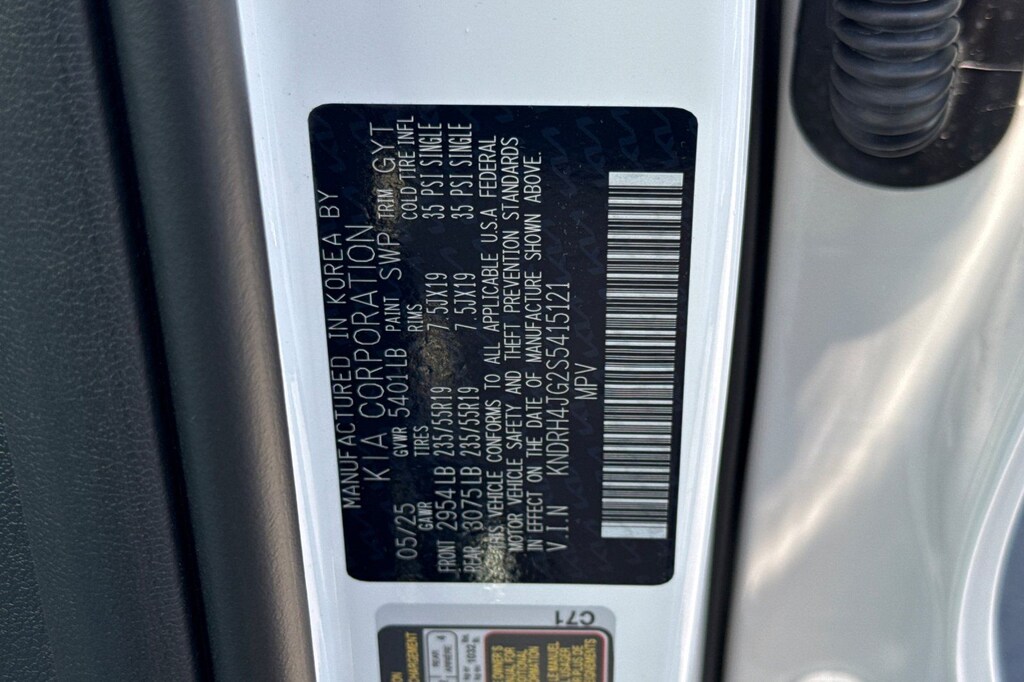 MANUFACTURED IN KOREA BY
KIA CORPORATION
05/25 GVWR 5401LB PAINT SWP TRIM GYT
GAWR TIRES RIMS COLD TIRE INFL
FRONT 2954LB 235/55R19 7.5JX19 35 PSI SINGLE
REAR 3075LB 235/55R19 7.5JX19 35 PSI SINGLE
THIS VEHICLE CONFORMS TO ALL APPLICABLE U.S.A FEDERAL
MOTOR VEHICLE SAFETY AND THEFT PREVENTION STANDARDS
IN EFFECT ON THE DATE OF MANUFACTURE SHOWN ABOVE.
V.I.N KNDRH4JG2S5415121
MPV
C71
REAR 4
ARRIERE